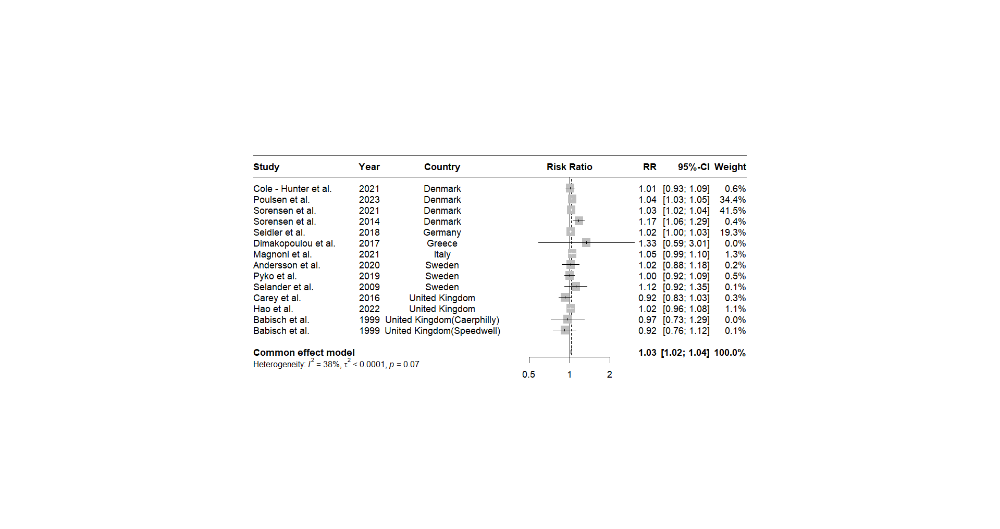 Study Year Country Risk Ratio RR 95%-CI Weight
Cole - Hunter et al. 2021 Denmark 1.01 [0.93; 1.09] 0.6%
Poulsen et al. 2023 Denmark 1.04 [1.03; 1.05] 34.4%
Sorensen et al. 2021 Denmark 1.03 [1.02; 1.04] 41.5%
Sorensen et al. 2014 Denmark 1.17 [1.06; 1.29] 0.4%
Seidler et al. 2018 Germany 1.02 [1.00; 1.03] 19.3%
Dimakopoulou et al. 2017 Greece 1.33 [0.59; 3.01] 0.0%
Magnoni et al. 2021 Italy 1.05 [0.99; 1.10] 1.3%
Andersson et al. 2020 Sweden 1.02 [0.88; 1.18] 0.2%
Pyko et al. 2019 Sweden 1.00 [0.92; 1.09] 0.5%
Selander et al. 2009 Sweden 1.12 [0.92; 1.35] 0.1%
Carey et al. 2016 United Kingdom 0.92 [0.83; 1.03] 0.3%
Hao et al. 2022 United Kingdom 1.02 [0.96; 1.08] 1.1%
Babisch et al. 1999 United Kingdom(Caerphilly) 0.97 [0.73; 1.29] 0.0%
Babisch et al. 1999 United Kingdom(Speedwell) 0.92 [0.76; 1.12] 0.1%
Common effect model 1.03 [1.02; 1.04] 100.0%
Heterogeneity: I² = 38%, τ² < 0.0001, p = 0.07
0.5 1 2